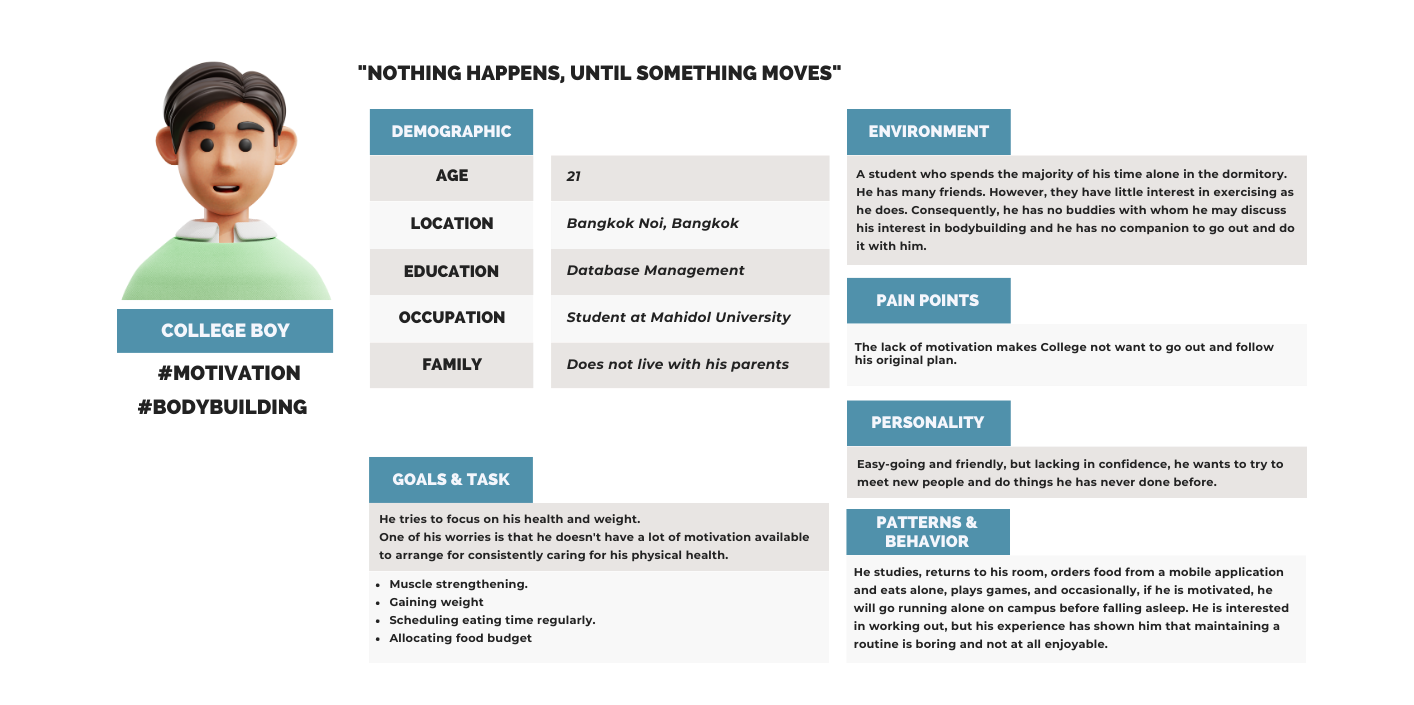 "NOTHING HAPPENS, UNTIL SOMETHING MOVES"
COLLEGE BOY
#MOTIVATION
#BODYBUILDING
DEMOGRAPHIC
AGE
21
LOCATION
Bangkok Noi, Bangkok
EDUCATION
Database Management
OCCUPATION
Student at Mahidol University
FAMILY
Does not live with his parents
GOALS & TASK
He tries to focus on his health and weight.
One of his worries is that he doesn't have a lot of motivation available
to arrange for consistently caring for his physical health.
• Muscle strengthening.
• Gaining weight
• Scheduling eating time regularly.
• Allocating food budget
ENVIRONMENT
A student who spends the majority of his time alone in the dormitory.
He has many friends. However, they have little interest in exercising as
he does. Consequently, he has no buddies with whom he may discuss
his interest in bodybuilding and he has no companion to go out and do
it with him.
PAIN POINTS
The lack of motivation makes College not want to go out and follow
his original plan.
PERSONALITY
Easy-going and friendly, but lacking in confidence, he wants to try to
meet new people and do things he has never done before.
PATTERNS &
BEHAVIOR
He studies, returns to his room, orders food from a mobile application
and eats alone, plays games, and occasionally, if he is motivated, he
will go running alone on campus before falling asleep. He is interested
in working out, but his experience has shown him that maintaining a
routine is boring and not at all enjoyable.